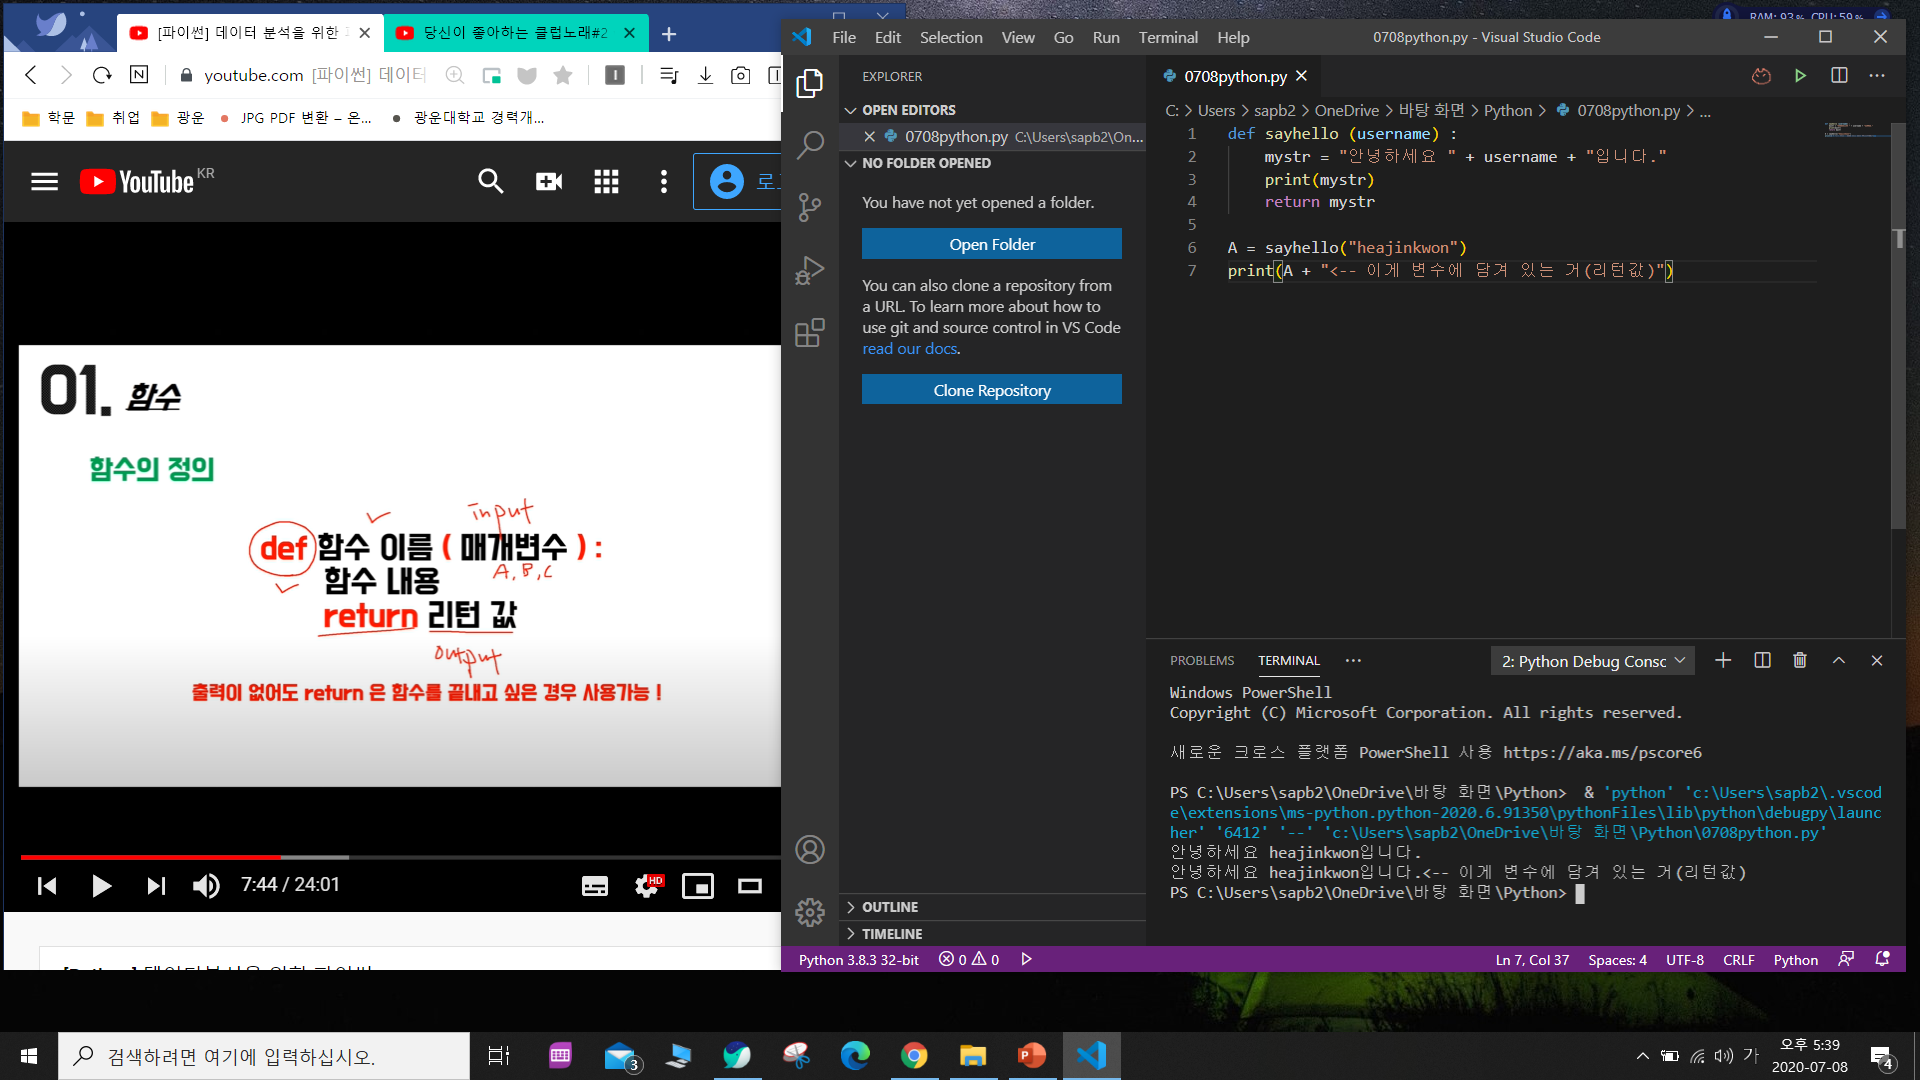 [파이썬] 데이터 분석을 위한
당신이 좋아하는 클럽노래#2
youtube.com [파이썬] 데이터
학문
취업
광운
JPG PDF 변환 – 온...
광운대학교 경력개...
YouTube KR
01. 함수
함수의 정의
input
def 함수 이름 ( 매개변수 ) :
A, B, C
함수 내용
return 리턴 값
output
출력이 없어도 return 은 함수를 끝내고 싶은 경우 사용가능 !
HD
7:44 / 24:01
RAM: 93% CPU: 59%
File Edit Selection View Go Run Terminal Help
0708python.py - Visual Studio Code
EXPLORER
OPEN EDITORS
0708python.py C:\Users\sapb2\On...
NO FOLDER OPENED
You have not yet opened a folder.
Open Folder
You can also clone a repository from
a URL. To learn more about how to
use git and source control in VS Code
read our docs.
Clone Repository
OUTLINE
TIMELINE
0708python.py
C: > Users > sapb2 > OneDrive > 바탕 화면 > Python > 0708python.py > ...
1 def sayhello (username) :
2 mystr = "안녕하세요 " + username + "입니다."
3 print(mystr)
4 return mystr
5
6 A = sayhello("heajinkwon")
7 print(A + "<-- 이게 변수에 담겨 있는 거(리턴값)")
PROBLEMS TERMINAL ... 2: Python Debug Consc
Windows PowerShell
Copyright (C) Microsoft Corporation. All rights reserved.
새로운 크로스 플랫폼 PowerShell 사용 https://aka.ms/pscore6
PS C:\Users\sapb2\OneDrive\바탕 화면\Python>  & 'python' 'c:\Users\sapb2\.vscod
e\extensions\ms-python.python-2020.6.91350\pythonFiles\lib\python\debugpy\launc
her' '6412' '--' 'c:\Users\sapb2\OneDrive\바탕 화면\Python\0708python.py'
안녕하세요 heajinkwon입니다.
안녕하세요 heajinkwon입니다.<-- 이게 변수에 담겨 있는 거(리턴값)
PS C:\Users\sapb2\OneDrive\바탕 화면\Python>
Python 3.8.3 32-bit 0 0
Ln 7, Col 37 Spaces: 4 UTF-8 CRLF Python
검색하려면 여기에 입력하십시오.
3
가
오후 5:39
2020-07-08
4